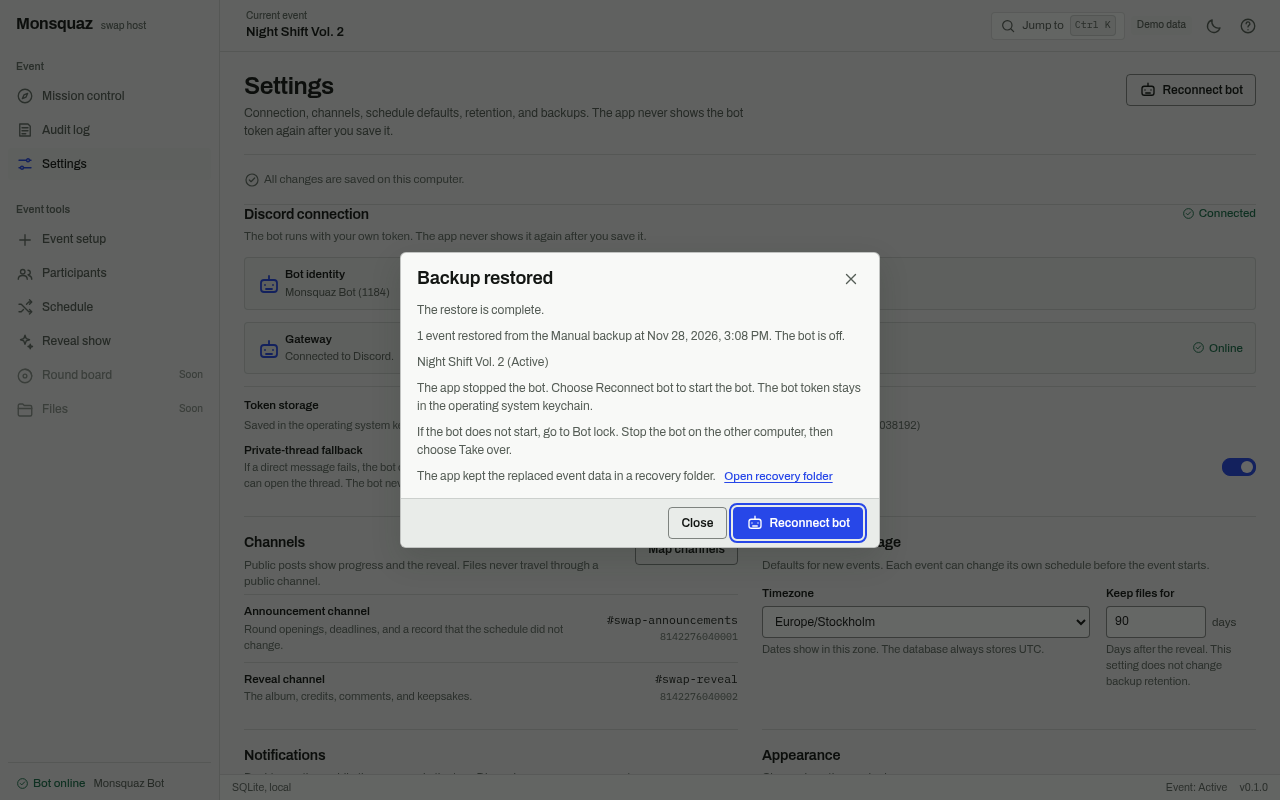 Monsquaz swap host
Current event
Night Shift Vol. 2
Jump to Ctrl K
Demo data
Event
Mission control
Audit log
Settings
Event tools
Event setup
Participants
Schedule
Reveal show
Round board Soon
Files Soon
Bot online Monsquaz Bot
Settings
Connection, channels, schedule defaults, retention, and backups. The app never shows the bot
token again after you save it.
Reconnect bot
All changes are saved on this computer.
Discord connection
Connected
The bot runs with your own token. The app never shows it again after you save it.
Bot identity
Monsquaz Bot (1184)
Gateway
Connected to Discord.
Online
Token storage
Saved in the operating system
038192)
Private-thread fallback
If a direct message fails, the bot
can open the thread. The bot
Backup restored
The restore is complete.
1 event restored from the Manual backup at Nov 28, 2026, 3:08 PM. The bot is off.
Night Shift Vol. 2 (Active)
The app stopped the bot. Choose Reconnect bot to start the bot. The bot token stays
in the operating system keychain.
If the bot does not start, go to Bot lock. Stop the bot on the other computer, then
choose Take over.
The app kept the replaced event data in a recovery folder. Open recovery folder
Close
Reconnect bot
Channels
Map channels
Public posts show progress and the reveal. Files never travel through a
public channel.
Announcement channel
Round openings, deadlines, and a record that the schedule did not
change.
#swap-announcements
8142276040001
Reveal channel
The album, credits, comments, and keepsakes.
#swap-reveal
8142276040002
Defaults for new events. Each event can change its own schedule before the event starts.
Timezone
Europe/Stockholm
Dates show in this zone. The database always stores UTC.
Keep files for
90 days
Days after the reveal. This
setting does not change
backup retention.
Notifications
Appearance
SQLite, local
Event: Active v0.1.0